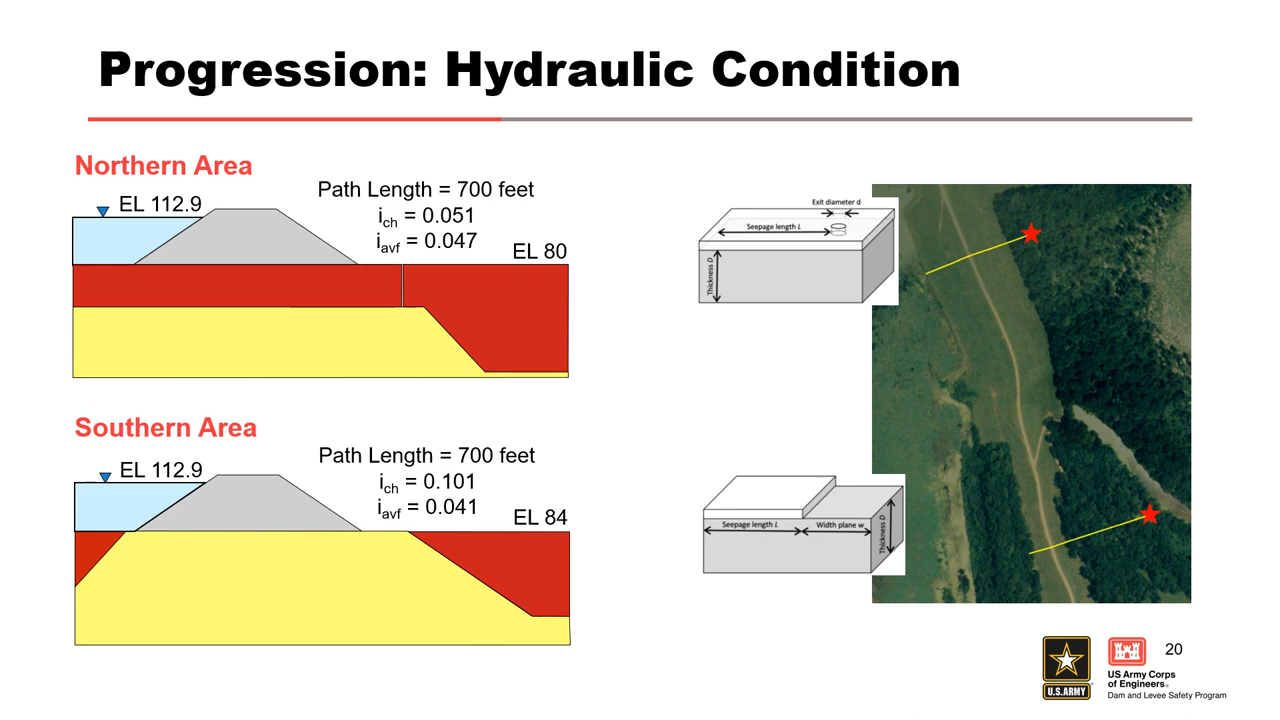 Progression: Hydraulic Condition
Northern Area
EL 112.9
Path Length = 700 feet
ich = 0.051
iavf = 0.047
EL 80
Exit diameter d
Seepage length L
Thickness D
Southern Area
EL 112.9
Path Length = 700 feet
ich = 0.101
iavf = 0.041
EL 84
Seepage length L
Width plane w
Thickness D
U.S.ARMY
US Army Corps
of Engineers®
Dam and Levee Safety Program
20